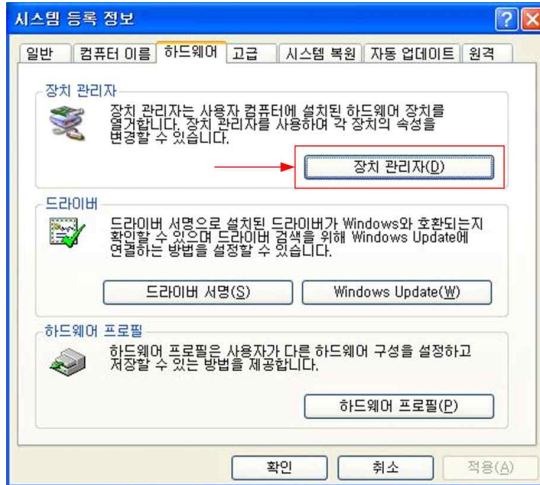 시스템 등록 정보
일반 컴퓨터 이름 하드웨어 고급 시스템 복원 자동 업데이트 원격
장치 관리자
장치 관리자는 사용자 컴퓨터에 설치된 하드웨어 장치를
열거합니다. 장치 관리자를 사용하여 각 장치의 속성을
변경할 수 있습니다.
장치 관리자(D)
드라이버
드라이버 서명으로 설치된 드라이버가 Windows와 호환되는지
확인할 수 있으며 드라이버 검색을 위해 Windows Update에
연결하는 방법을 설정할 수 있습니다.
드라이버 서명(S) Windows Update(W)
하드웨어 프로필
하드웨어 프로필은 사용자가 다른 하드웨어 구성을 설정하고
저장할 수 있는 방법을 제공합니다.
하드웨어 프로필(P)
확인 취소 적용(A)